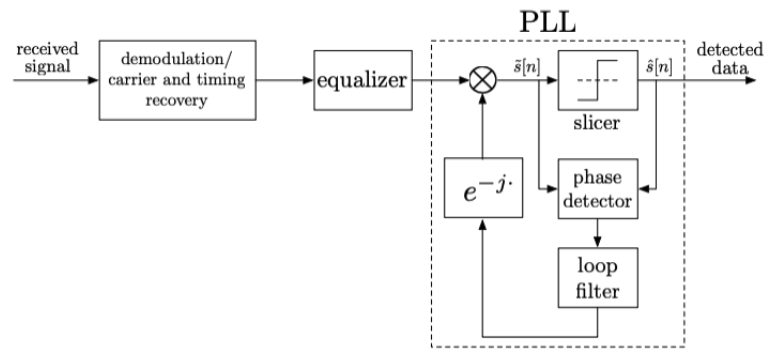 PLL
received
signal
demodulation/
carrier and timing
recovery
equalizer
s̃[n]
slicer
ŝ[n]
detected
data
e^{-j·}
phase
detector
loop
filter